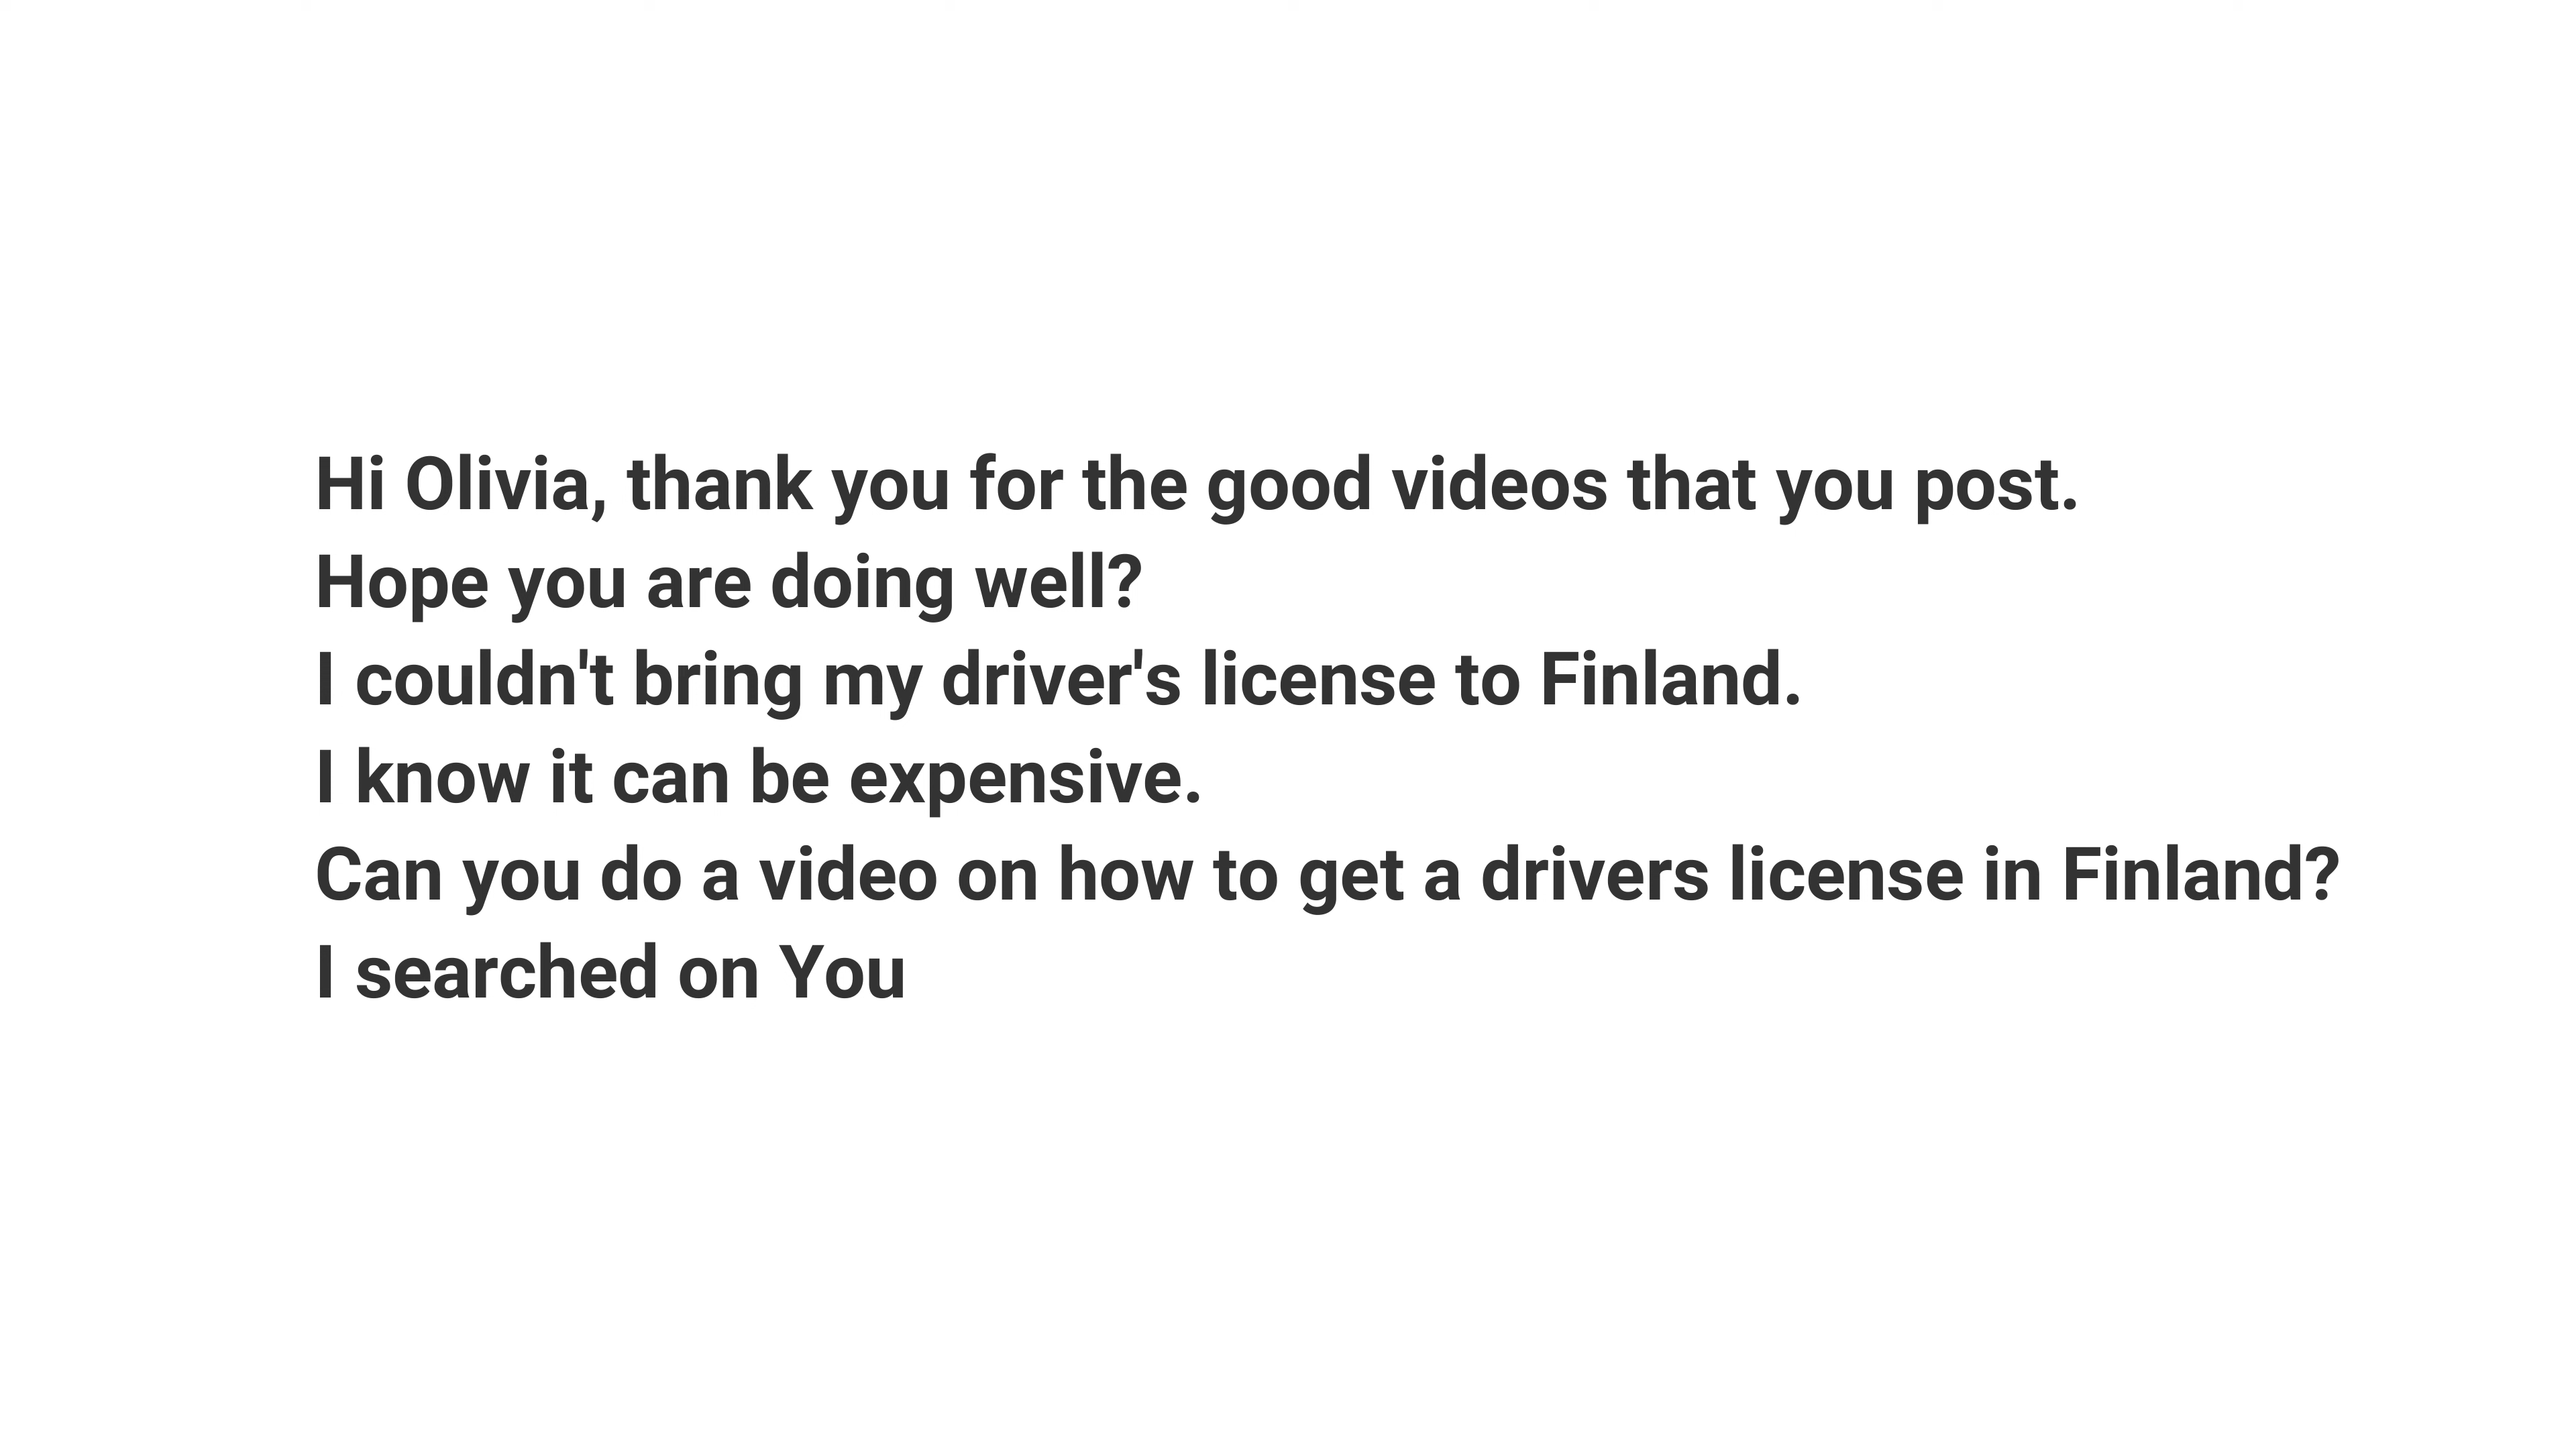 Hi Olivia, thank you for the good videos that you post.
Hope you are doing well?
I couldn't bring my driver's license to Finland.
I know it can be expensive.
Can you do a video on how to get a drivers license in Finland?
I searched on You